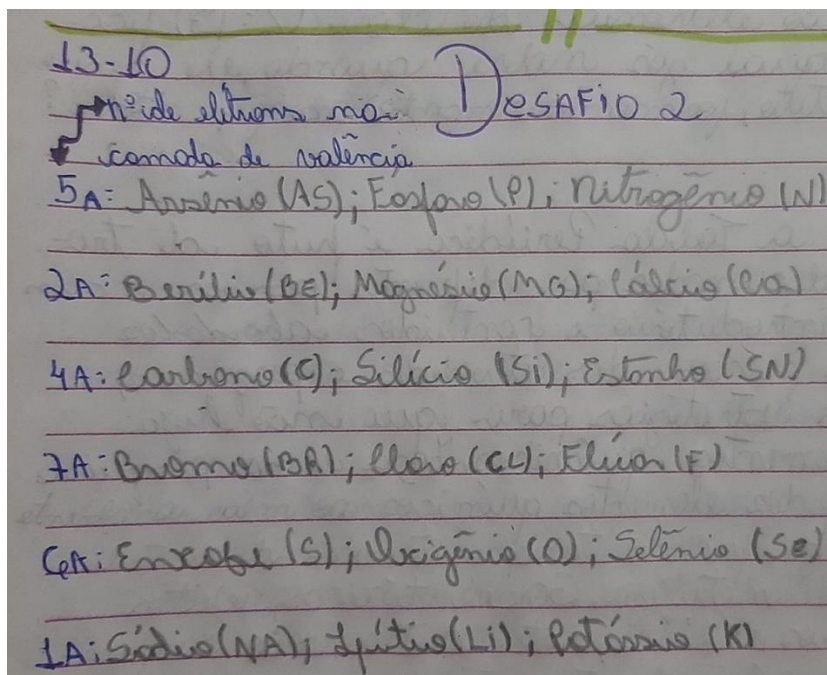 13-10
nº de elétrons na DESAFiO 2
camada de valência
5A: Arsênio (AS); Fósforo (P); nitrogênio (N)
2A: Berílio (BE); Magnésio (MG); Cálcio (CA)
4A: Carbono (C); Silício (Si); Estanho (SN)
7A: Bromo (BR); Cloro (CL); Flúor (F)
6A: Enxofre (S); Oxigênio (O); Selênio (Se)
1A: Sódio (NA); Lítio (Li); Potássio (K)